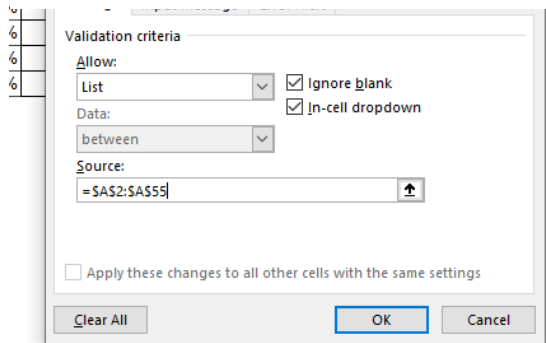 %
Validation criteria
%
Allow:
%
List
Ignore blank
%
In-cell dropdown
Data:
between
Source:
=$A$2:$A$55
Apply these changes to all other cells with the same settings
Clear All
OK
Cancel